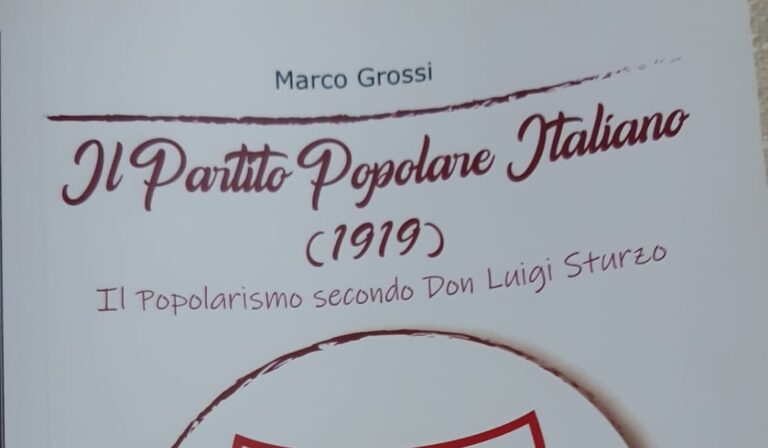 Marco Grossi
Il Partito Popolare Italiano
(1919)
Il Popolarismo secondo Don Luigi Sturzo